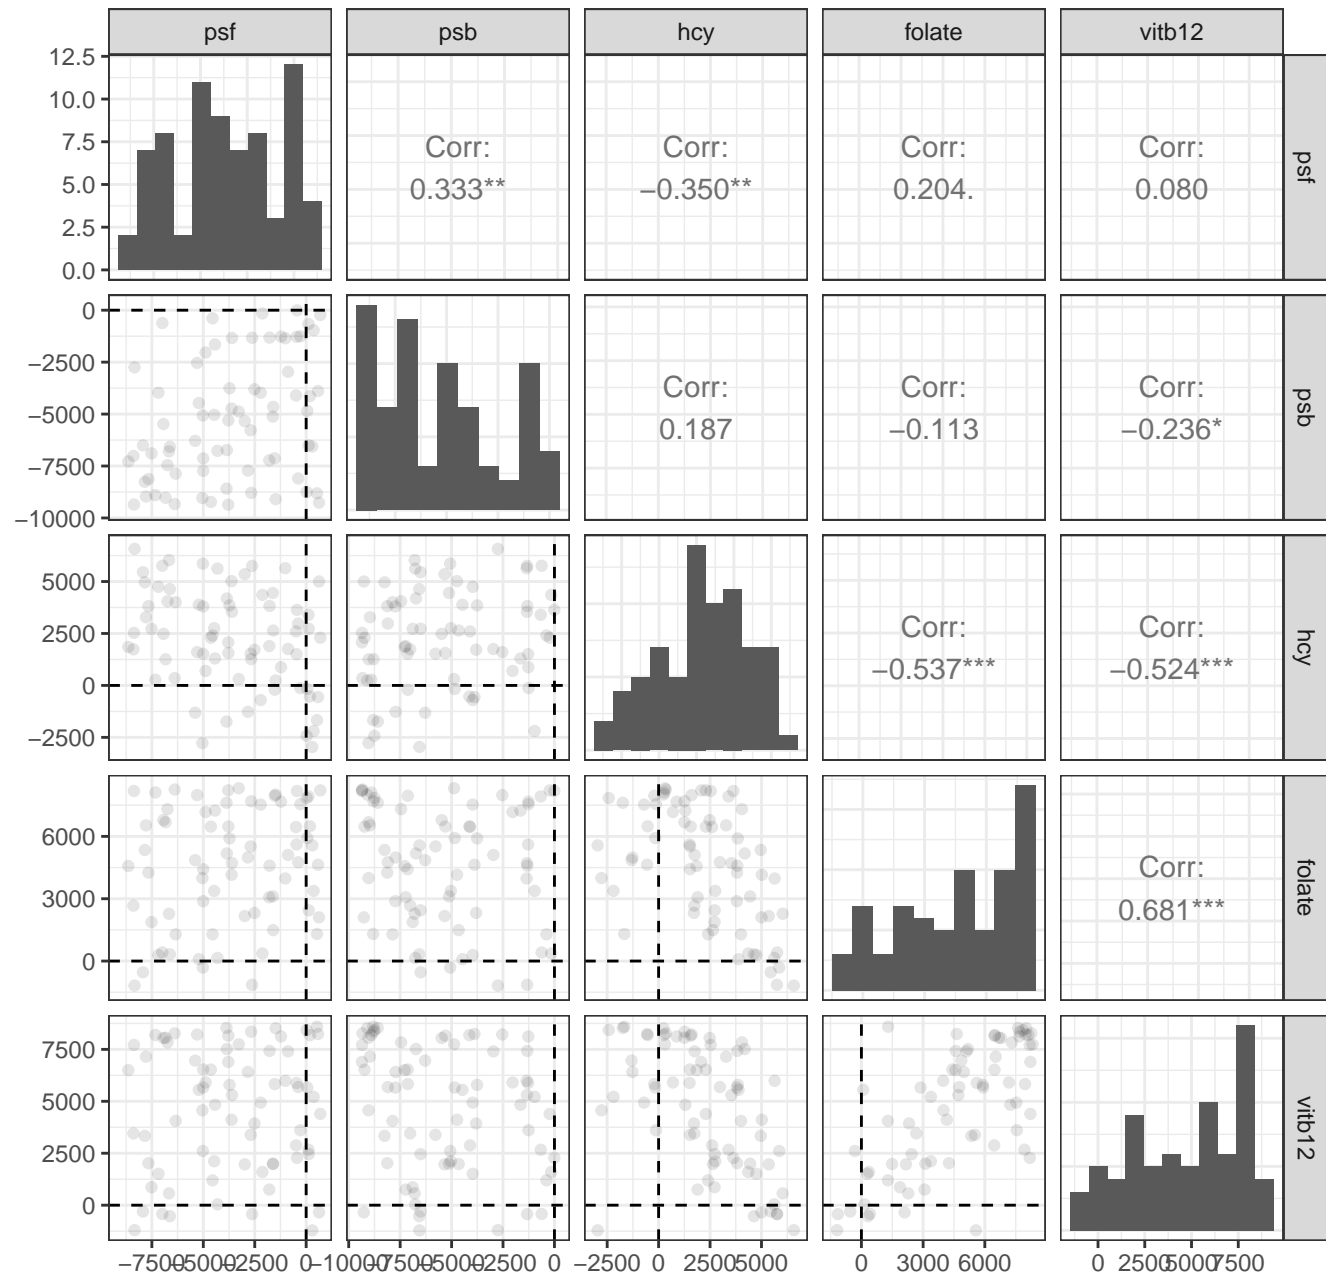 psf psb hcy folate vitb12
12.5
10.0
7.5
5.0
2.5
0.0
Corr:
0.333**
Corr:
−0.350**
Corr:
0.204.
Corr:
0.080
psf
0
−2500
−5000
−7500
−10000
Corr:
0.187
Corr:
−0.113
Corr:
−0.236*
psb
5000
2500
0
−2500
Corr:
−0.537***
Corr:
−0.524***
hcy
6000
3000
0
Corr:
0.681***
folate
7500
5000
2500
0
vitb12
−7500 −5000 −2500 0 −10000 −7500 −5000 −2500 0 −2500 0 2500 5000 0 3000 6000 0 2500 5000 7500